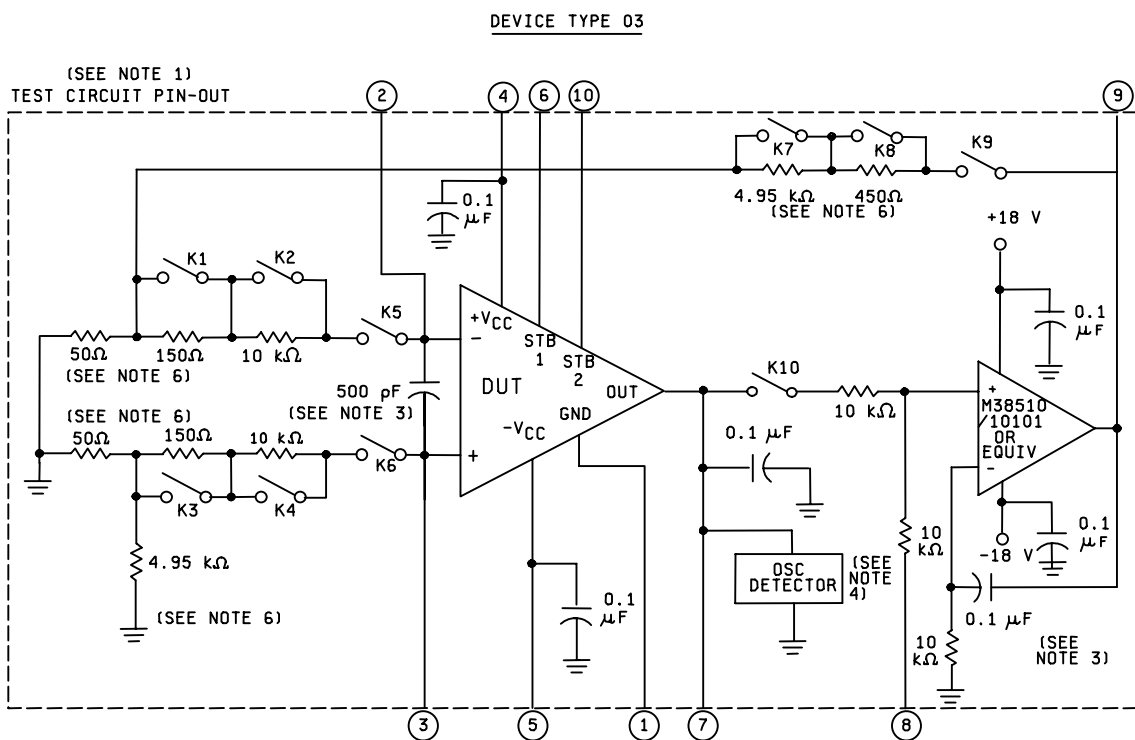 DEVICE TYPE 03
(SEE NOTE 1)
TEST CIRCUIT PIN-OUT
2
4
6
10
9
K7
K8
K9
4.95 kΩ
450Ω
(SEE NOTE 6)
0.1
μF
+18 V
K1
K2
K5
50Ω
150Ω
10 kΩ
(SEE NOTE 6)
+VCC
−
STB
1
STB
2
0.1
μF
500 pF
(SEE NOTE 3)
DUT
OUT
GND
−VCC
+
K10
10 kΩ
+
M38510
/10101
OR
EQUIV
−
(SEE NOTE 6)
50Ω
150Ω
10 kΩ
K6
K3
K4
0.1 μF
-18 V
0.1
μF
4.95 kΩ
(SEE NOTE 6)
OSC
DETECTOR
(SEE
NOTE
4)
10
kΩ
0.1
μF
0.1 μF
10
kΩ
(SEE
NOTE 3)
3
5
1
7
8